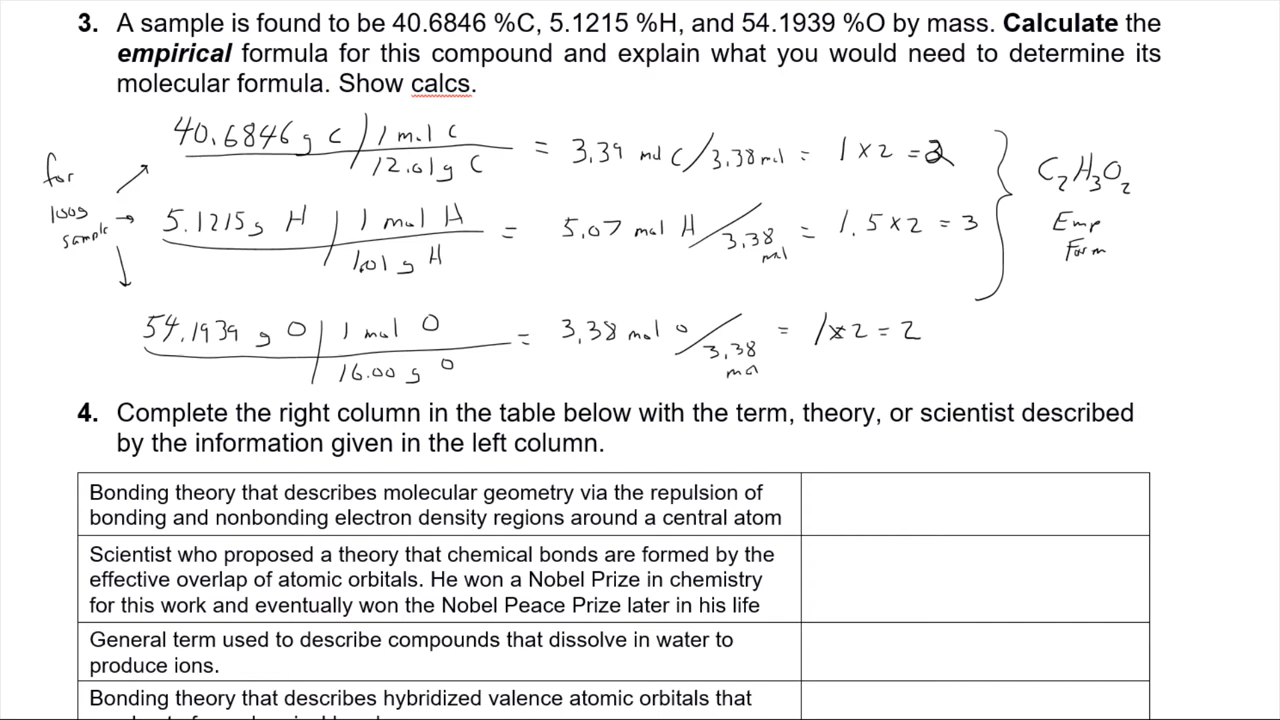 3. A sample is found to be 40.6846 %C, 5.1215 %H, and 54.1939 %O by mass. Calculate the
empirical formula for this compound and explain what you would need to determine its
molecular formula. Show calcs.
40.6846 g C | 1 mol C = 3.39 mol C / 3.38 mol = 1 x 2 = 2
12.01 g C
for
100g
sample
5.1215 g H | 1 mol H = 5.07 mol H / 3.38 mol = 1.5 x 2 = 3
1.01 g H
54.1939 g O | 1 mol O = 3.38 mol O / 3.38 mol = 1 x 2 = 2
16.00 g O
C₂H₃O₂
Emp
Form
4. Complete the right column in the table below with the term, theory, or scientist described
by the information given in the left column.
Bonding theory that describes molecular geometry via the repulsion of
bonding and nonbonding electron density regions around a central atom
Scientist who proposed a theory that chemical bonds are formed by the
effective overlap of atomic orbitals. He won a Nobel Prize in chemistry
for this work and eventually won the Nobel Peace Prize later in his life
General term used to describe compounds that dissolve in water to
produce ions.
Bonding theory that describes hybridized valence atomic orbitals that